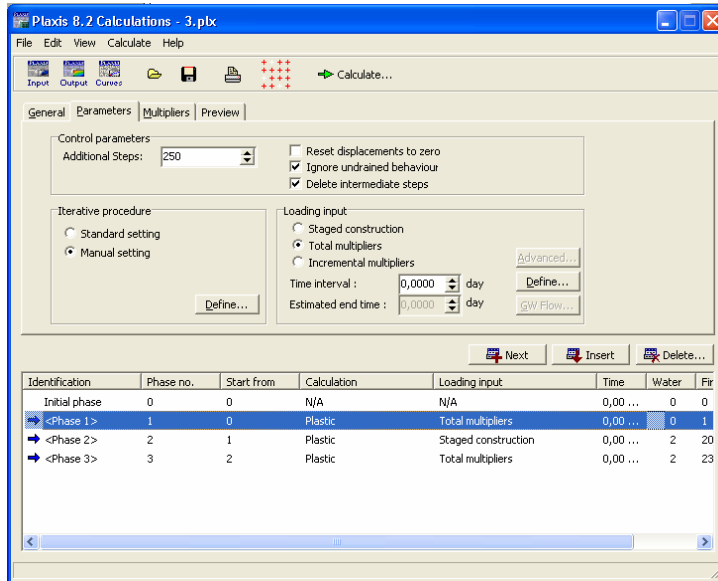 Plaxis 8.2 Calculations - 3.plx
File Edit View Calculate Help
Input Output Curves Calculate...
General Parameters Multipliers Preview
Control parameters
Additional Steps: 250
Reset displacements to zero
Ignore undrained behaviour
Delete intermediate steps
Iterative procedure
Standard setting
Manual setting
Define...
Loading input
Staged construction
Total multipliers
Incremental multipliers
Advanced...
Time interval : 0,0000 day Define...
Estimated end time : 0,0000 day GW Flow...
Next Insert Delete...
Identification Phase no. Start from Calculation Loading input Time Water Fir
Initial phase 0 0 N/A N/A 0,00 ... 0 0
<Phase 1> 1 0 Plastic Total multipliers 0,00 ... 0 1
<Phase 2> 2 1 Plastic Staged construction 0,00 ... 2 20
<Phase 3> 3 2 Plastic Total multipliers 0,00 ... 2 23